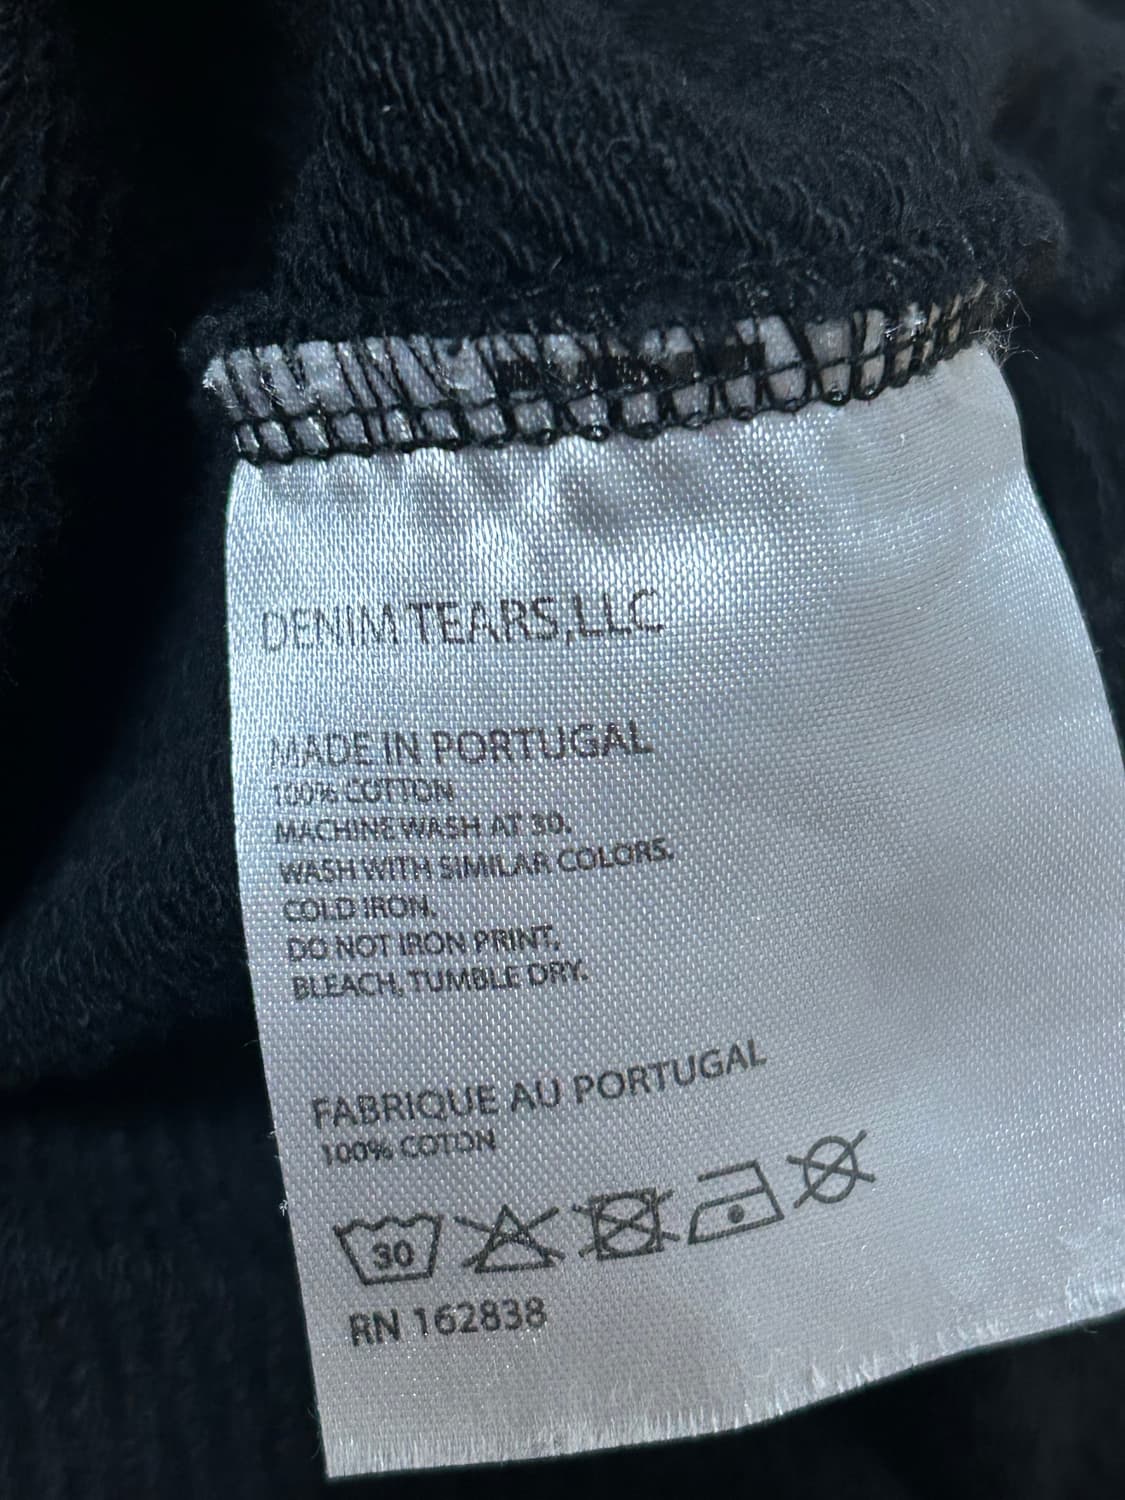 DENIM TEARS,LLC
MADE IN PORTUGAL
100% COTTON
MACHINE WASH AT 30.
WASH WITH SIMILAR COLORS.
COLD IRON.
DO NOT IRON PRINT,
BLEACH, TUMBLE DRY.
FABRIQUE AU PORTUGAL
100% COTON
30
RN 162838